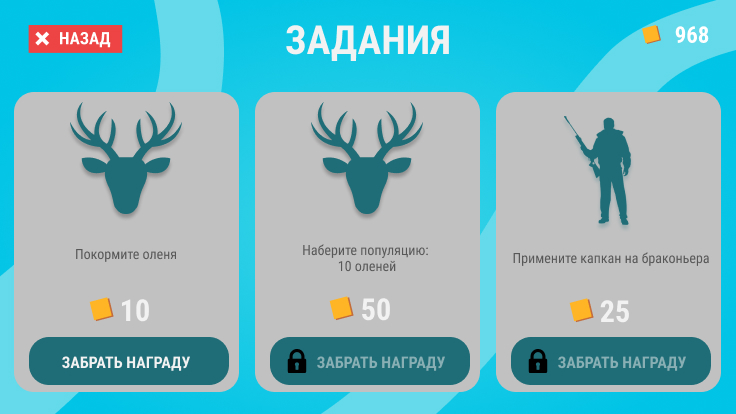 НАЗАД
ЗАДАНИЯ
968
Покормите оленя
10
ЗАБРАТЬ НАГРАДУ
Наберите популяцию:
10 оленей
50
ЗАБРАТЬ НАГРАДУ
Примените капкан на браконьера
25
ЗАБРАТЬ НАГРАДУ